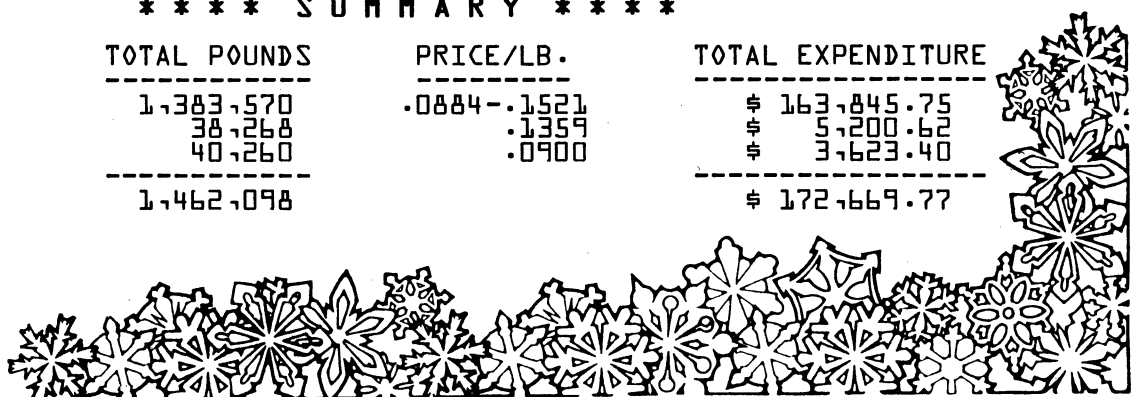 * * * * S U M M A R Y * * * *
TOTAL POUNDS PRICE/LB. TOTAL EXPENDITURE
1,383,570 .0884-.1521 $ 163,845.75
38,268 .1359 $ 5,200.62
40,260 .0900 $ 3,623.40
1,462,098 $ 172,669.77